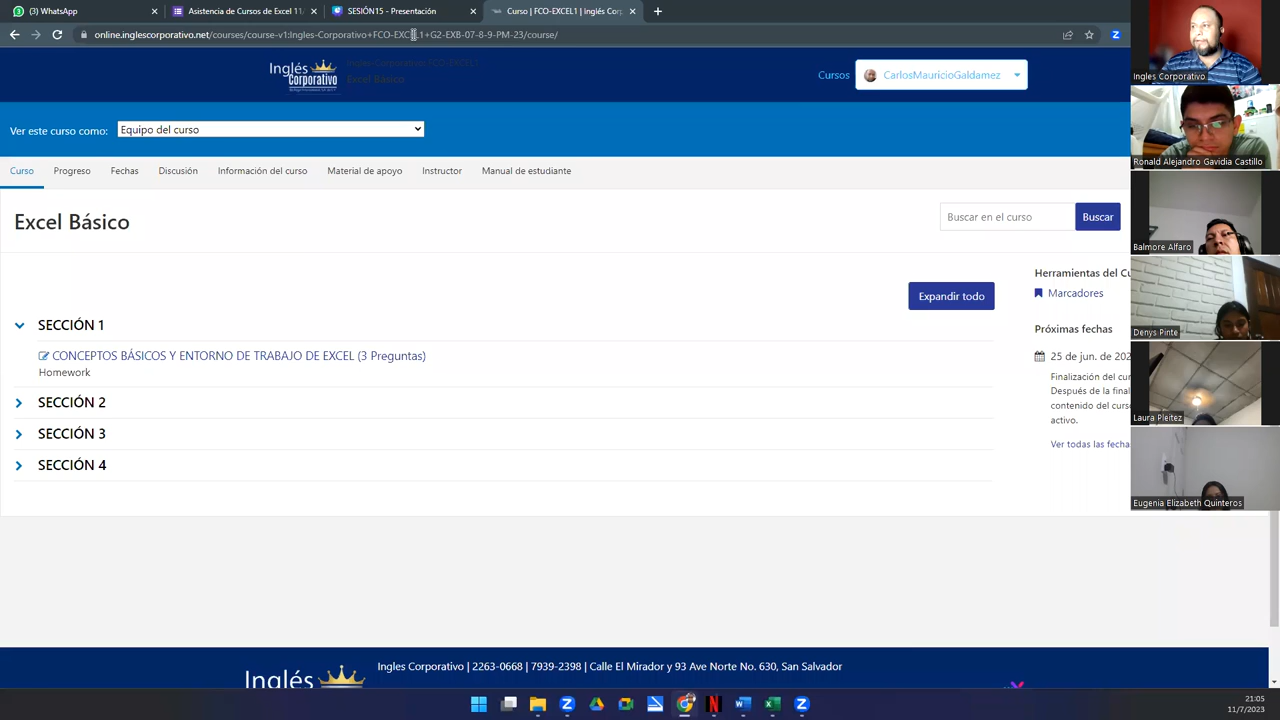 (3) WhatsApp
Asistencia de Cursos de Excel 11/
SESIÓN15 - Presentación
Curso | FCO-EXCEL1 | Inglés Cor
online.inglescorporativo.net/courses/course-v1:Ingles-Corporativo+FCO-EXCEL1+G2-EXB-07-8-9-PM-23/course/
Inglés
Corporativo
Ingles-Corporativo: FCO-EXCEL1
Excel Básico
Cursos
CarlosMauricioGaldamez
Ver este curso como:
Equipo del curso
Curso
Progreso
Fechas
Discusión
Información del curso
Material de apoyo
Instructor
Manual de estudiante
Excel Básico
Buscar en el curso
Buscar
Expandir todo
SECCIÓN 1
CONCEPTOS BÁSICOS Y ENTORNO DE TRABAJO DE EXCEL (3 Preguntas)
Homework
SECCIÓN 2
SECCIÓN 3
SECCIÓN 4
Herramientas del Cu
Marcadores
Próximas fechas
25 de jun. de 202
Finalización del cur
Después de la final
contenido del curso
activo.
Ver todas las fecha
Ingles Corporativo
Ronald Alejandro Gavidia Castillo
Balmore Alfaro
Denys Pinte
Laura Pleitez
Eugenia Elizabeth Quinteros
Inglés
Ingles Corporativo | 2263-0668 | 7939-2398 | Calle El Mirador y 93 Ave Norte No. 630, San Salvador
21:05
11/7/2023